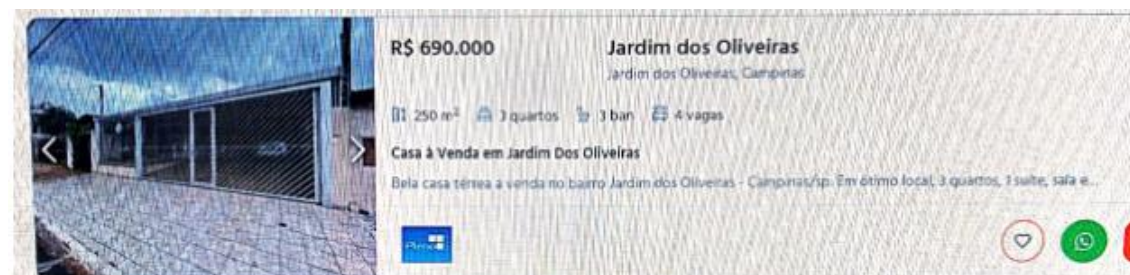 R$ 690.000
Jardim dos Oliveiras
Jardim dos Oliveiras, Campinas
250 m² 3 quartos 3 ban 4 vagas
Casa à Venda em Jardim Dos Oliveiras
Bela casa térrea a venda no bairro Jardim dos Oliveiras - Campinas/sp. Em ótimo local, 3 quartos, 1 suite, sala e...